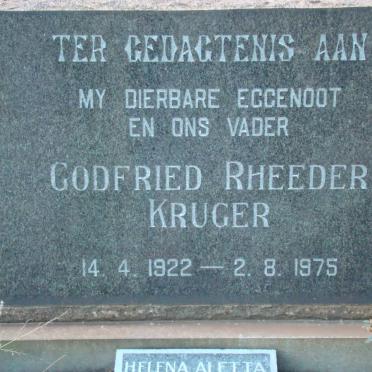 TER GEDAGTENIS AAN
MY DIERBARE EGGENOOT
EN ONS VADER
GODFRIED RHEEDER
KRUGER
14. 4. 1922 — 2. 8. 1975
HELENA ALETTA